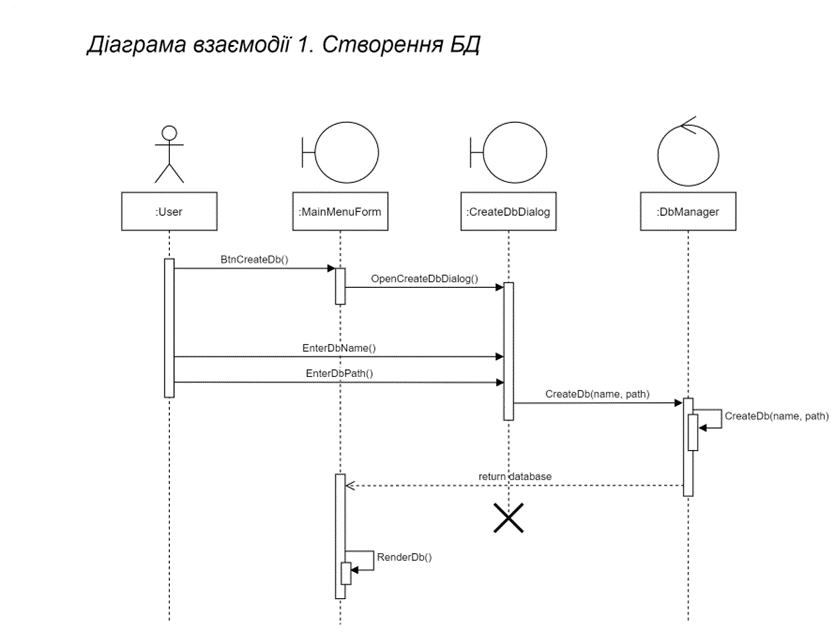 Діаграма взаємодії 1. Створення БД
:User
:MainMenuForm
:CreateDbDialog
:DbManager
BtnCreateDb()
OpenCreateDbDialog()
EnterDbName()
EnterDbPath()
CreateDb(name, path)
CreateDb(name, path)
return database
RenderDb()